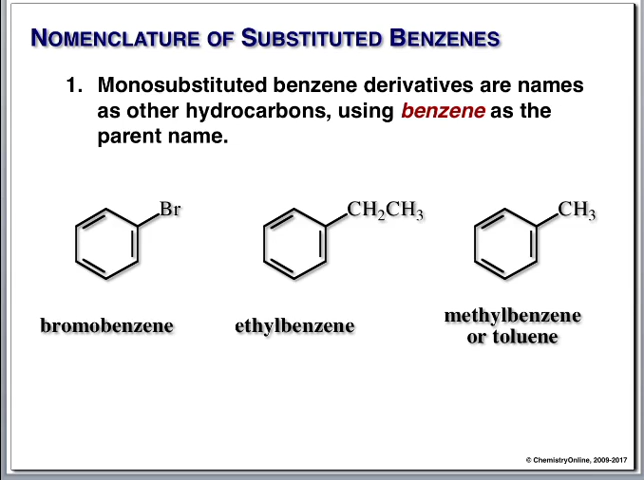 NOMENCLATURE OF SUBSTITUTED BENZENES
1. Monosubstituted benzene derivatives are names
as other hydrocarbons, using benzene as the
parent name.
Br
CH₂CH₃
CH₃
bromobenzene
ethylbenzene
methylbenzene
or toluene
© ChemistryOnline, 2009-2017